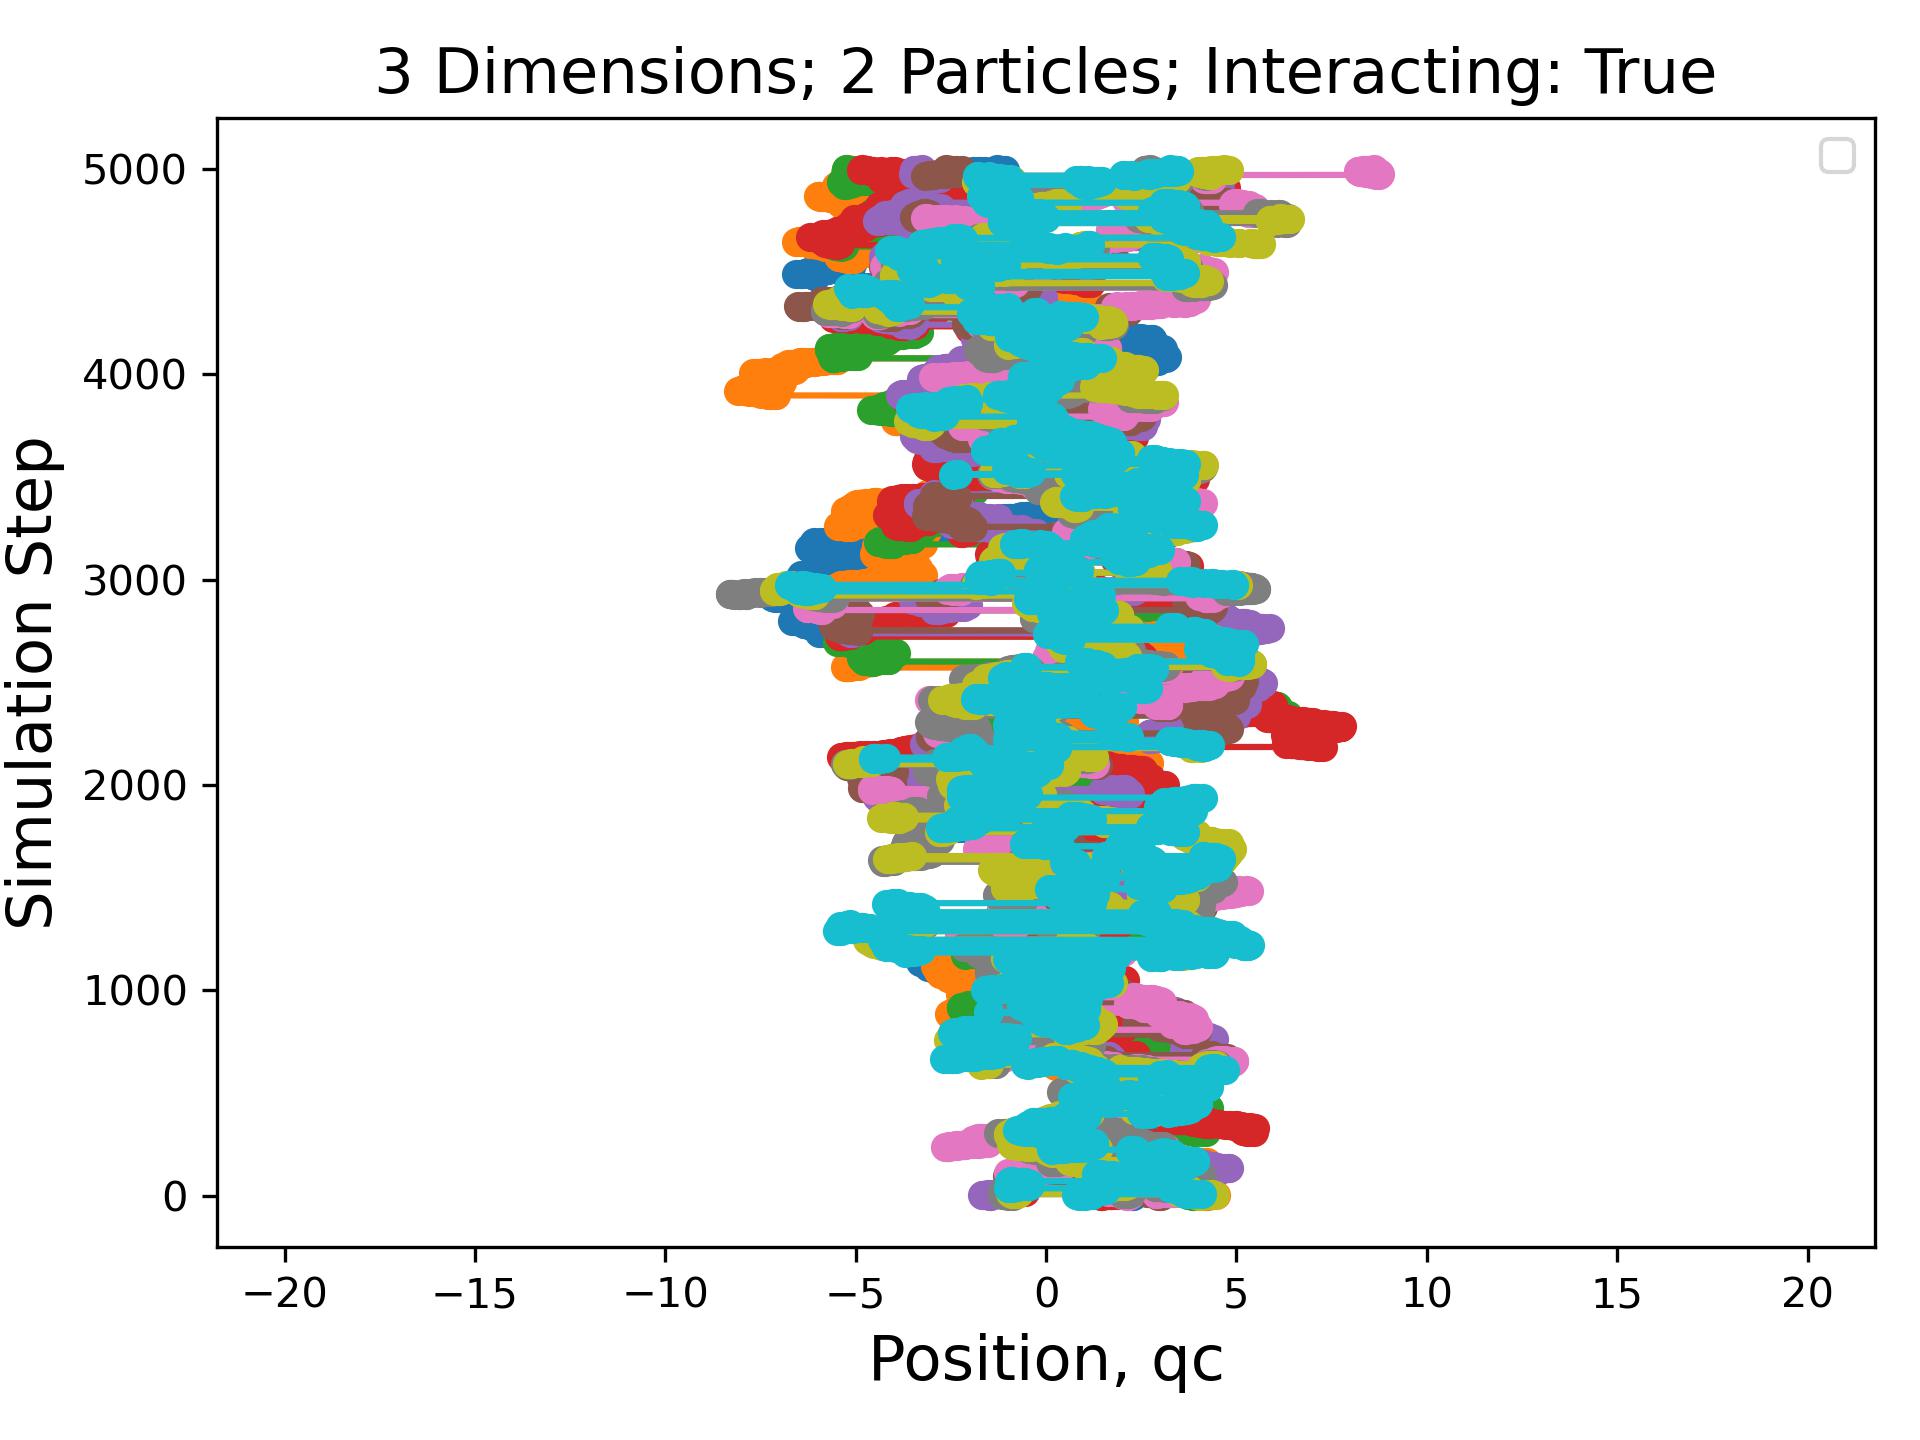 3 Dimensions; 2 Particles; Interacting: True
5000
4000
3000
2000
1000
0
Simulation Step
−20 −15 −10 −5 0 5 10 15 20
Position, qc